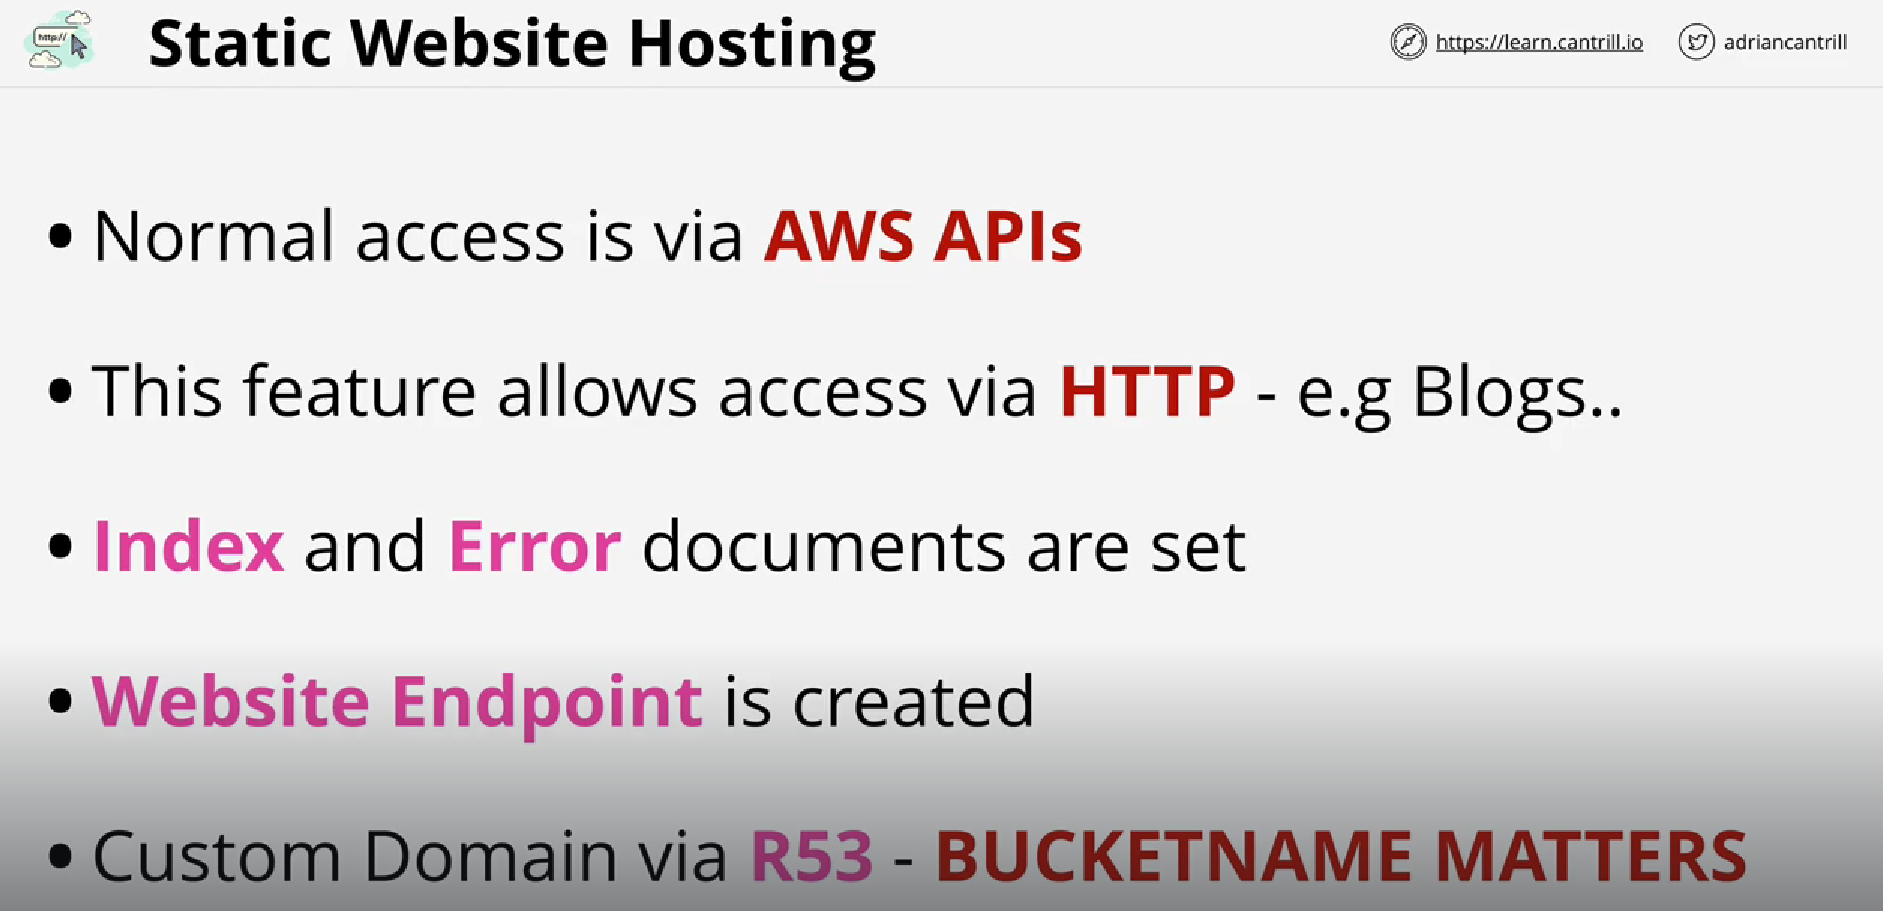 http://
Static Website Hosting
https://learn.cantrill.io
adriancantrill
• Normal access is via AWS APIs
• This feature allows access via HTTP - e.g Blogs..
• Index and Error documents are set
• Website Endpoint is created
• Custom Domain via R53 - BUCKETNAME MATTERS